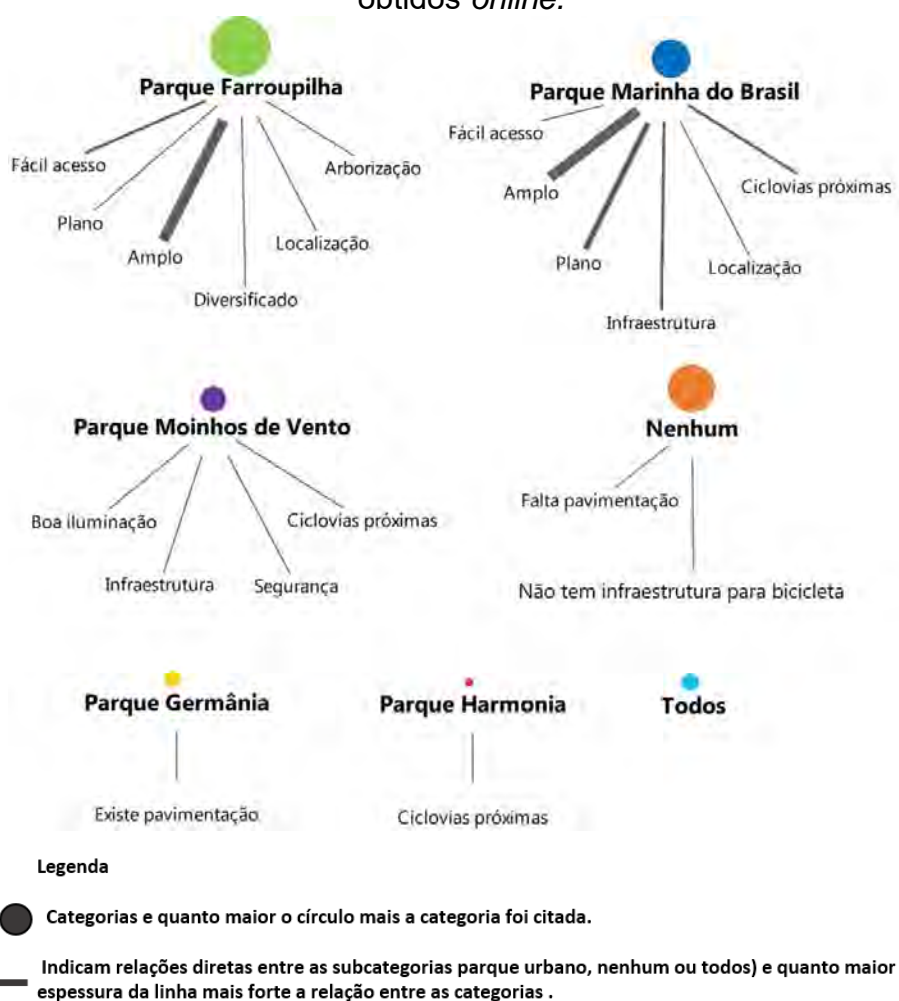 obtidos online.
Parque Farroupilha
Fácil acesso
Plano
Amplo
Diversificado
Localização
Arborização
Parque Marinha do Brasil
Fácil acesso
Amplo
Plano
Infraestrutura
Localização
Ciclovias próximas
Parque Moinhos de Vento
Boa iluminação
Infraestrutura
Segurança
Ciclovias próximas
Nenhum
Falta pavimentação
Não tem infraestrutura para bicicleta
Parque Germânia
Existe pavimentação
Parque Harmonia
Ciclovias próximas
Todos
Legenda
Categorias e quanto maior o círculo mais a categoria foi citada.
Indicam relações diretas entre as subcategorias parque urbano, nenhum ou todos) e quanto maior
espessura da linha mais forte a relação entre as categorias .